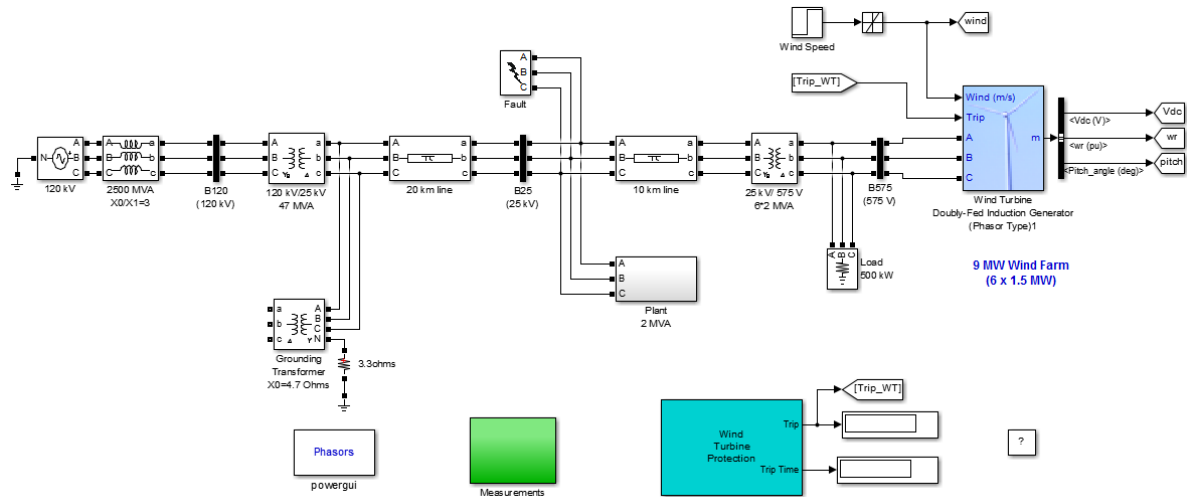 Wind Speed
wind
[Trip_WT]
Wind (m/s)
Trip
A
B
C
m
<Vdc (V)>
<wr (pu)>
<Pitch_angle (deg)>
Vdc
wr
pitch
Wind Turbine
Doubly-Fed Induction Generator
(Phasor Type)1
9 MW Wind Farm
(6 x 1.5 MW)
A
B
C
Fault
N
A
B
C
120 kV
A
B
C
a
b
c
2500 MVA
X0/X1=3
B120
(120 kV)
A
B
C
a
b
c
120 kV/25 kV
47 MVA
A
B
C
a
b
c
20 km line
B25
(25 kV)
A
B
C
a
b
c
10 km line
A
B
C
a
b
c
25 kV/ 575 V
6*2 MVA
B575
(575 V)
A
B
C
Load
500 kW
A
B
C
Plant
2 MVA
a
b
c
A
B
C
N
Grounding
Transformer
X0=4.7 Ohms
3.3ohms
Phasors
powergui
Measurements
Wind
Turbine
Protection
Trip
Trip Time
[Trip_WT]
?